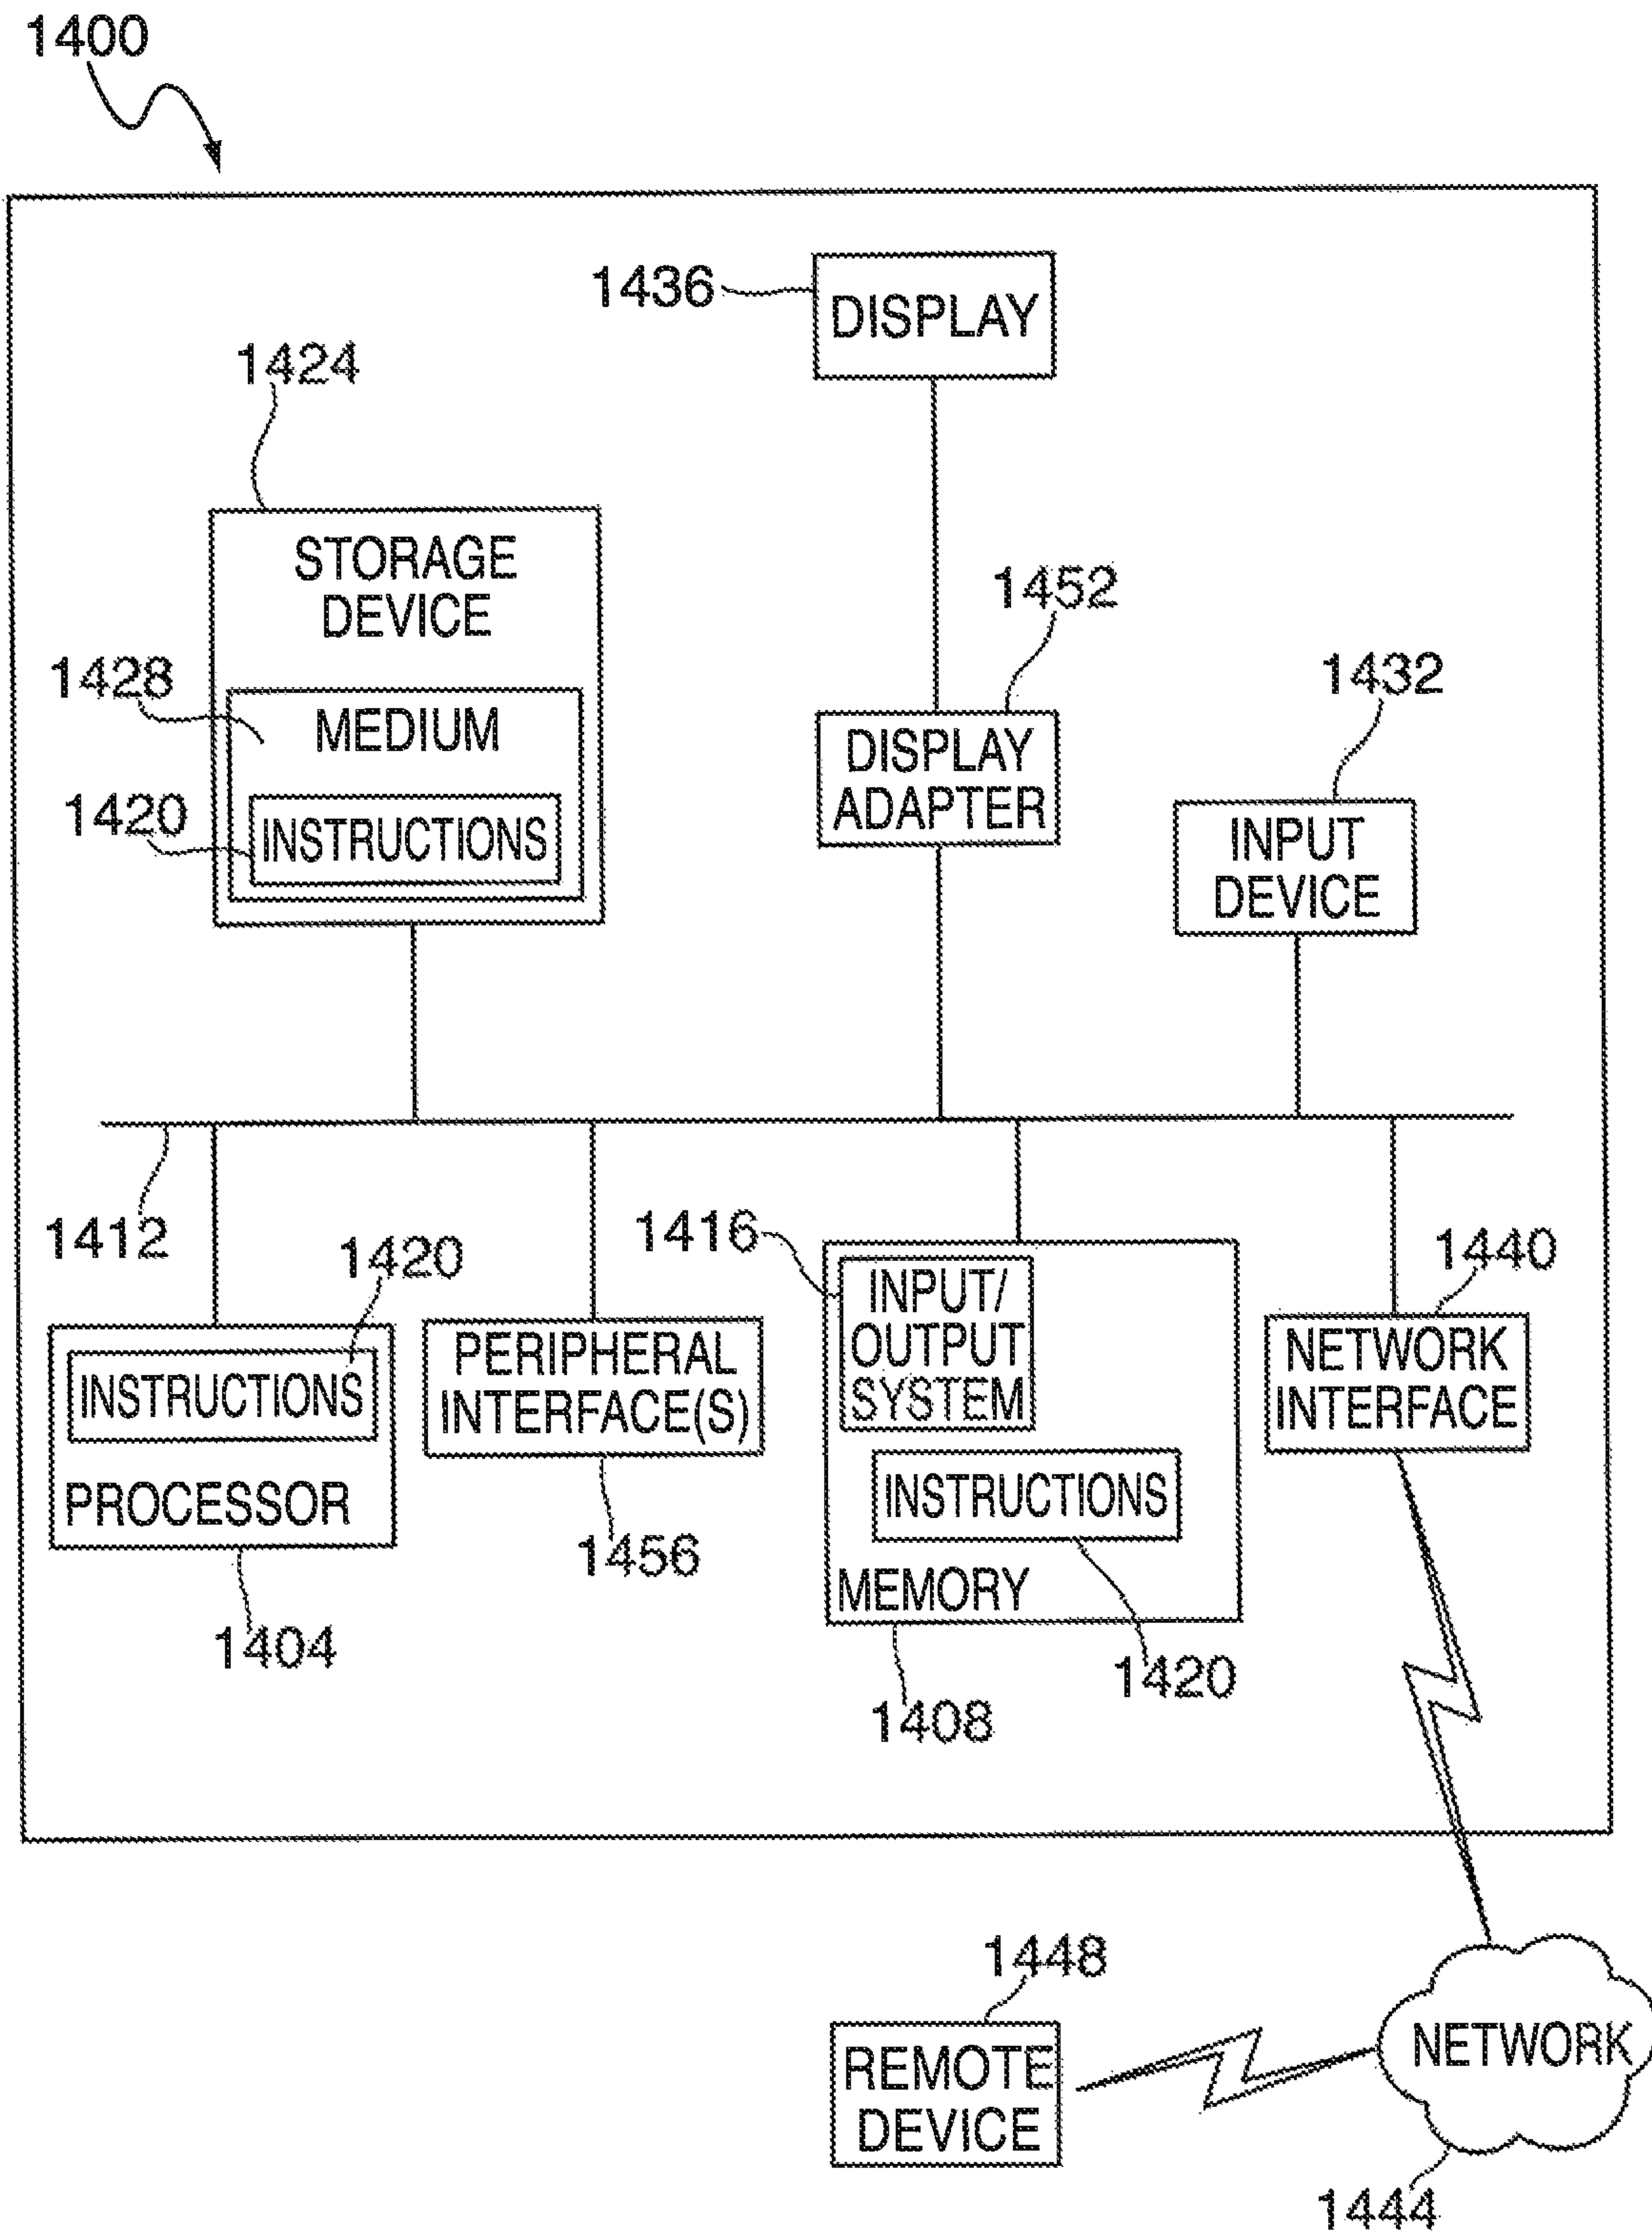 1400
1436
DISPLAY
1424
STORAGE
DEVICE
1428
MEDIUM
1420
INSTRUCTIONS
1452
DISPLAY
ADAPTER
1432
INPUT
DEVICE
1412
1420
INSTRUCTIONS
PROCESSOR
1404
PERIPHERAL
INTERFACE(S)
1456
1416
INPUT/
OUTPUT
SYSTEM
INSTRUCTIONS
MEMORY
1420
1408
1440
NETWORK
INTERFACE
1448
REMOTE
DEVICE
NETWORK
1444